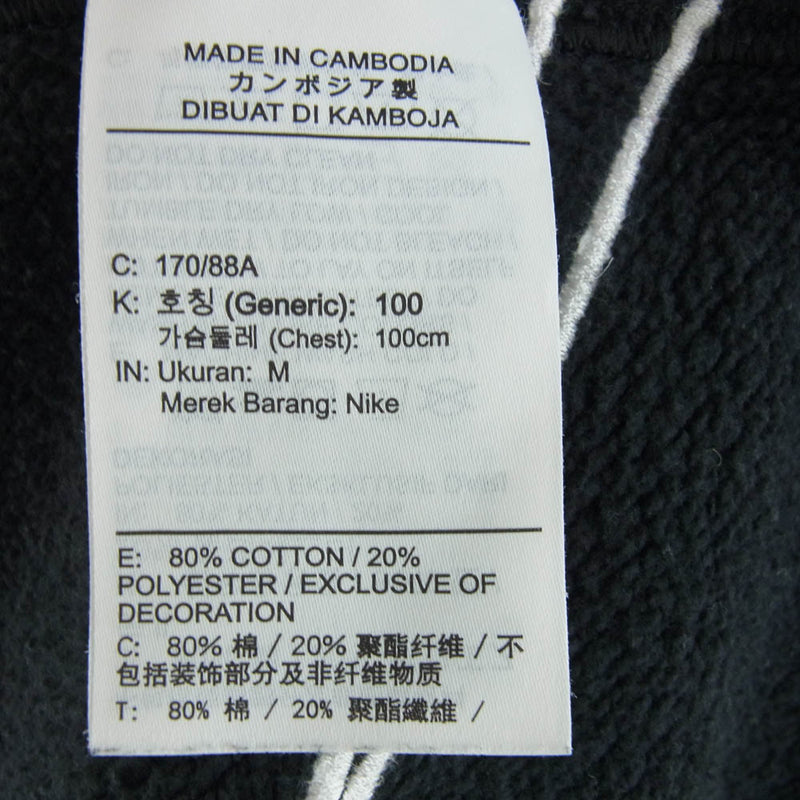 MADE IN CAMBODIA
カンボジア製
DIBUAT DI KAMBOJA
C: 170/88A
K: 호칭 (Generic): 100
가슴둘레 (Chest): 100cm
IN: Ukuran: M
Merek Barang: Nike
E: 80% COTTON / 20%
POLYESTER / EXCLUSIVE OF
DECORATION
C: 80% 棉 / 20% 聚酯纤维 / 不
包括装饰部分及非纤维物质
T: 80% 棉 / 20% 聚酯纖維 /